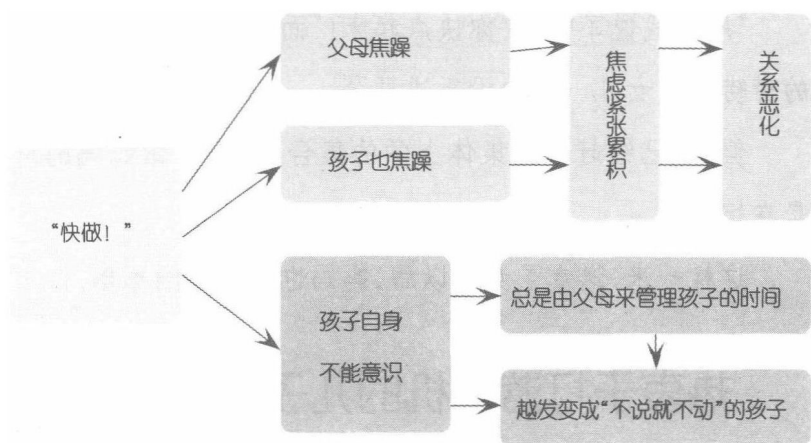 父母焦躁
孩子也焦躁
焦虑紧张累积
关系恶化
“快做！”
孩子自身
不能意识
总是由父母来管理孩子的时间
越发变成“不说就不动”的孩子